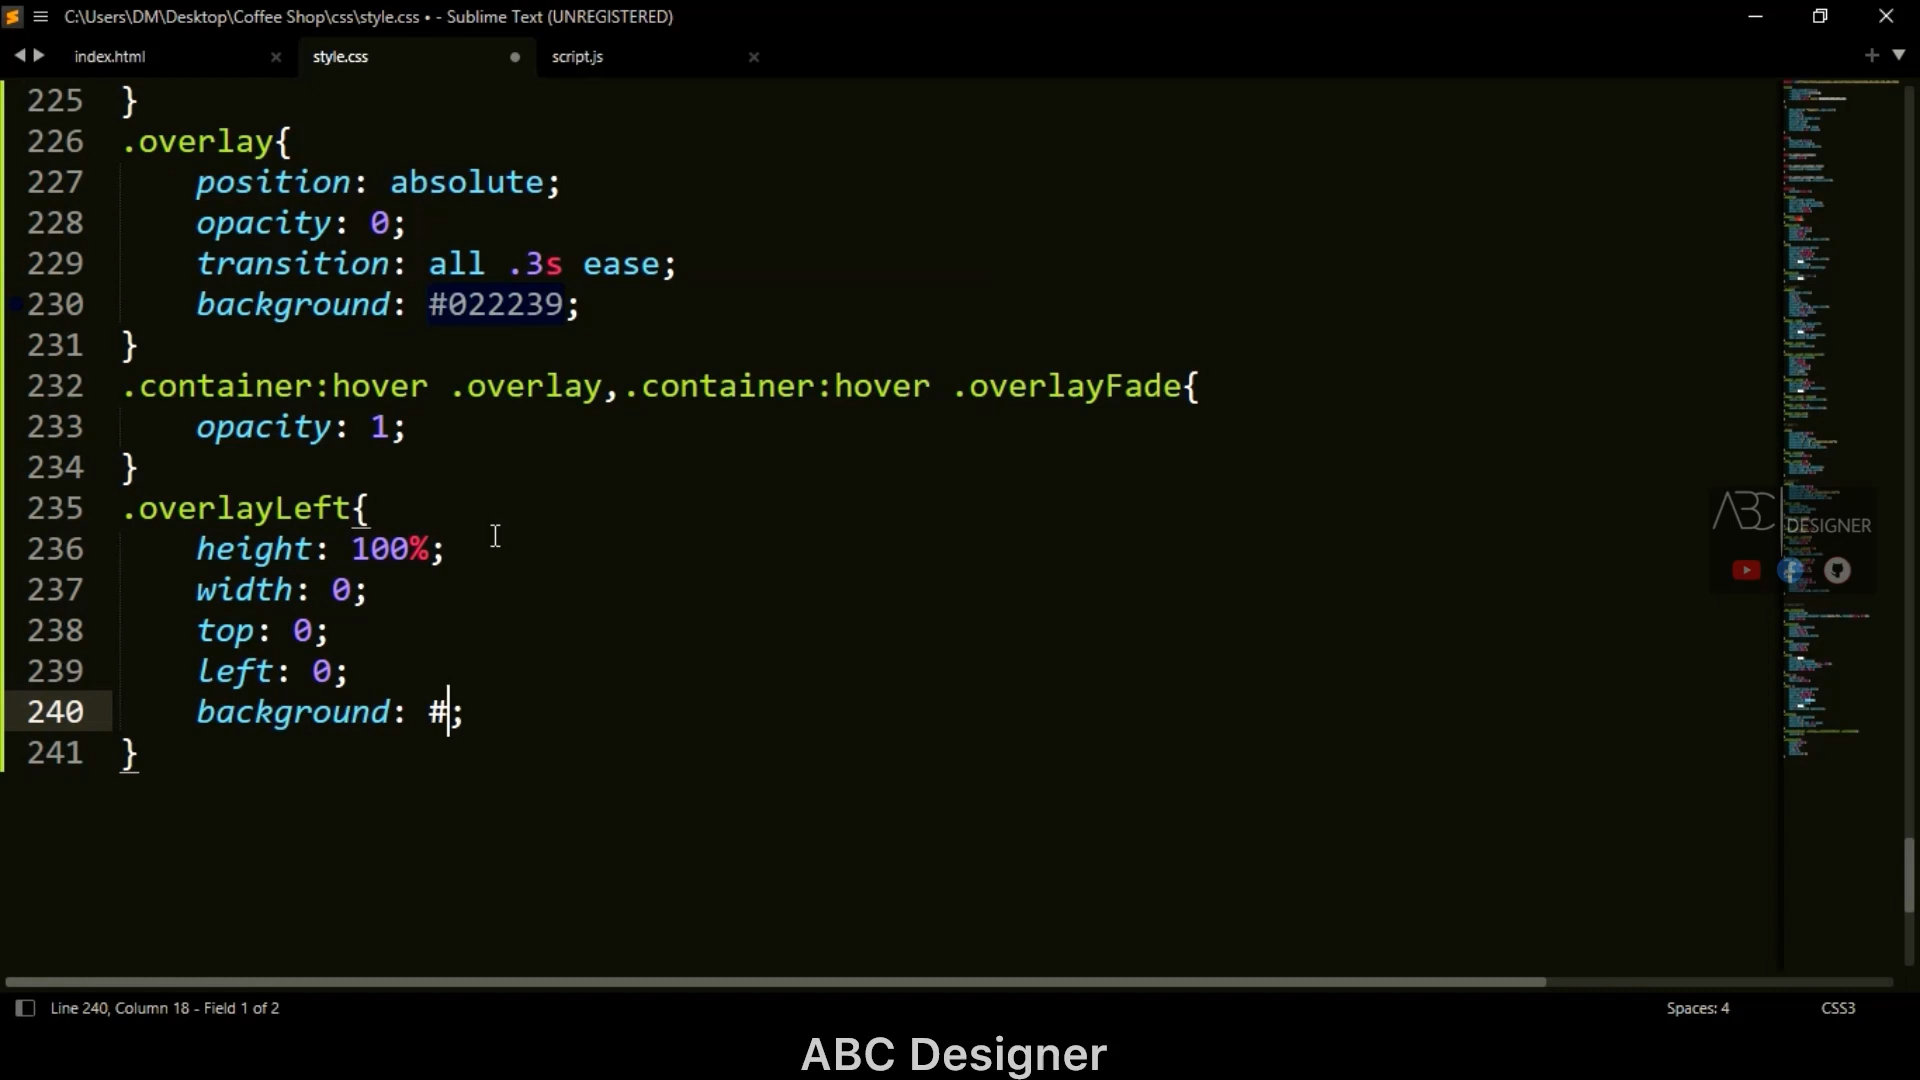 C:\Users\DM\Desktop\Coffee Shop\css\style.css • - Sublime Text (UNREGISTERED)
index.html
style.css
script.js
225 }
226 .overlay{
227 position: absolute;
228 opacity: 0;
229 transition: all .3s ease;
230 background: #022239;
231 }
232 .container:hover .overlay,.container:hover .overlayFade{
233 opacity: 1;
234 }
235 .overlayLeft{
236 height: 100%;
237 width: 0;
238 top: 0;
239 left: 0;
240 background: #;
241 }
ABC DESIGNER
Line 240, Column 18 - Field 1 of 2
Spaces: 4
CSS3
ABC Designer